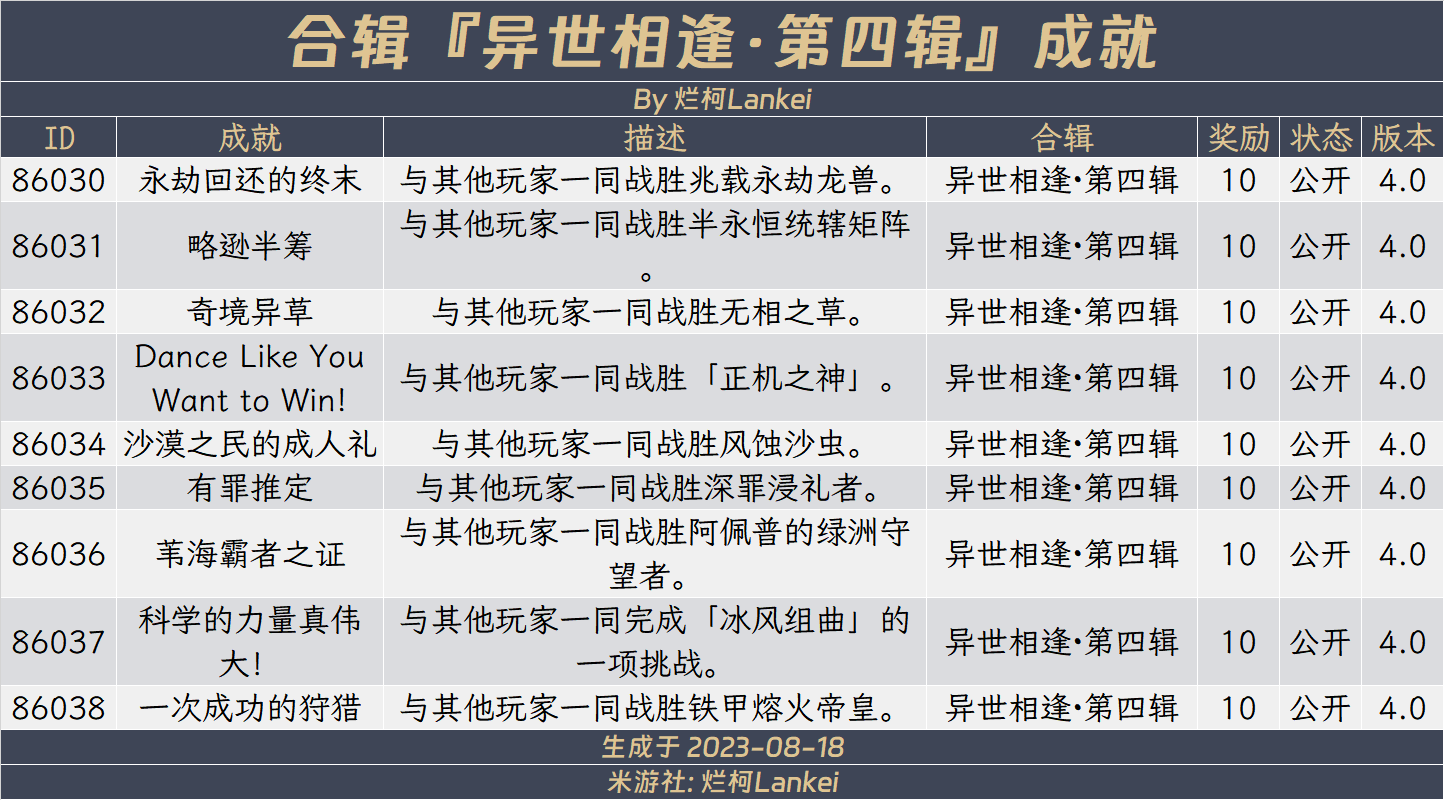 合辑『异世相逢·第四辑』成就
By 烂柯Lankei
ID 成就 描述 合辑 奖励 状态 版本
86030 永劫回还的终末 与其他玩家一同战胜兆载永劫龙兽。 异世相逢·第四辑 10 公开 4.0
86031 略逊半筹 与其他玩家一同战胜半永恒统辖矩阵
。 异世相逢·第四辑 10 公开 4.0
86032 奇境异草 与其他玩家一同战胜无相之草。 异世相逢·第四辑 10 公开 4.0
86033 Dance Like You
Want to Win! 与其他玩家一同战胜「正机之神」。 异世相逢·第四辑 10 公开 4.0
86034 沙漠之民的成人礼 与其他玩家一同战胜风蚀沙虫。 异世相逢·第四辑 10 公开 4.0
86035 有罪推定 与其他玩家一同战胜深罪浸礼者。 异世相逢·第四辑 10 公开 4.0
86036 苇海霸者之证 与其他玩家一同战胜阿佩普的绿洲守
望者。 异世相逢·第四辑 10 公开 4.0
86037 科学的力量真伟
大! 与其他玩家一同完成「冰风组曲」的
一项挑战。 异世相逢·第四辑 10 公开 4.0
86038 一次成功的狩猎 与其他玩家一同战胜铁甲熔火帝皇。 异世相逢·第四辑 10 公开 4.0
生成于 2023-08-18
米游社: 烂柯Lankei